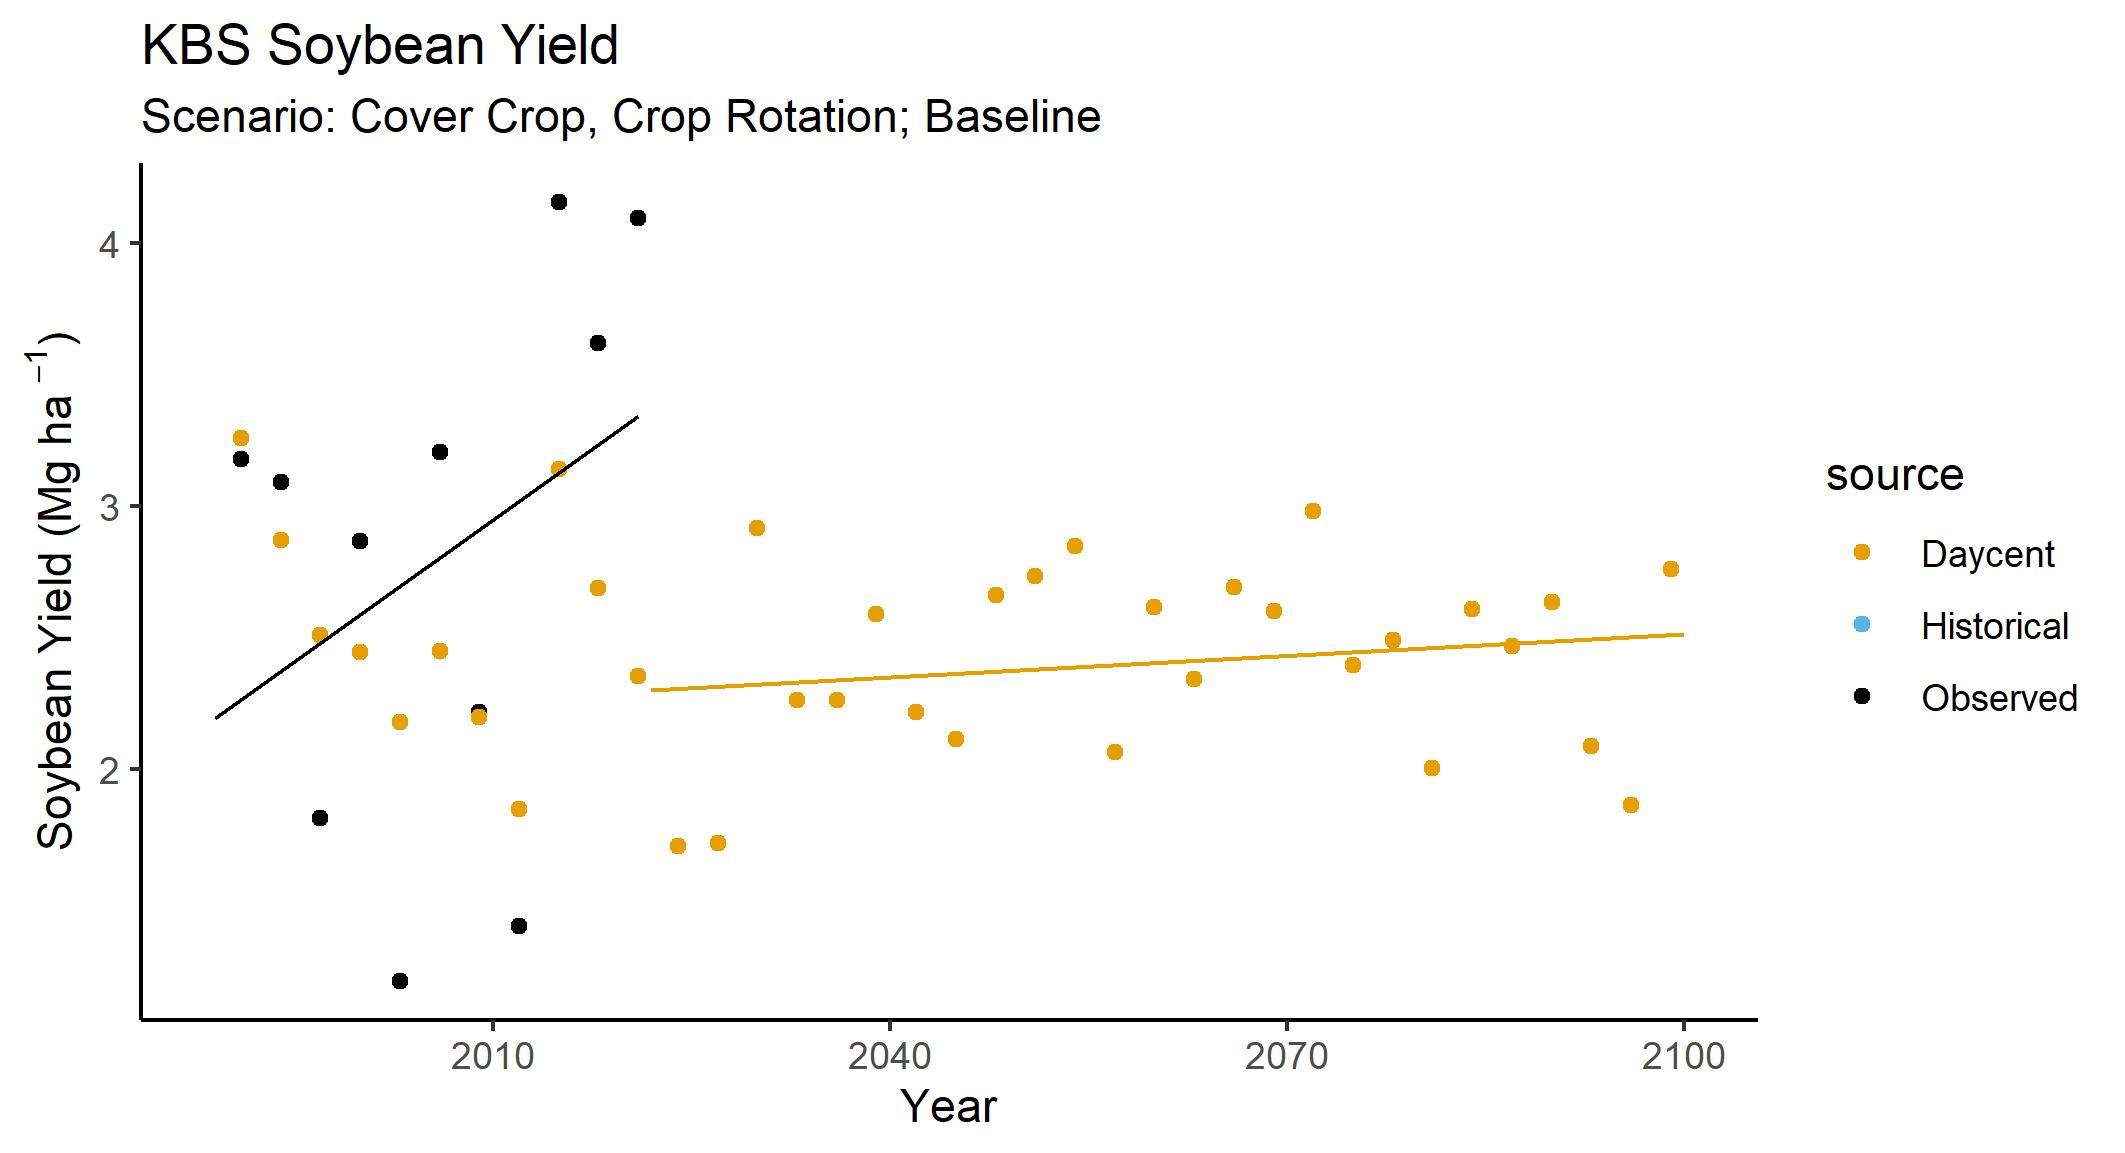 KBS Soybean Yield
Scenario: Cover Crop, Crop Rotation; Baseline
Soybean Yield (Mg ha −1)
4
3
2
2010
2040
2070
2100
Year
source
Daycent
Historical
Observed